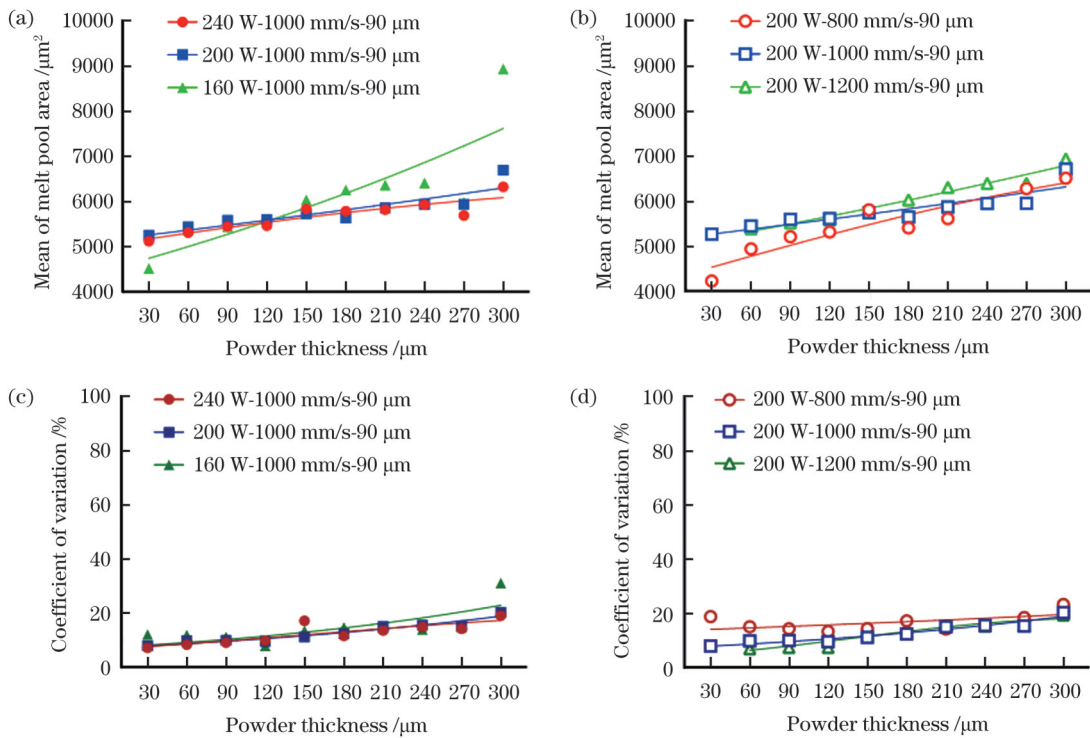 (a)
240 W-1000 mm/s-90 μm
200 W-1000 mm/s-90 μm
160 W-1000 mm/s-90 μm
Mean of melt pool area /μm²
10000
9000
8000
7000
6000
5000
4000
30 60 90 120 150 180 210 240 270 300
Powder thickness /μm
(b)
200 W-800 mm/s-90 μm
200 W-1000 mm/s-90 μm
200 W-1200 mm/s-90 μm
Mean of melt pool area /μm²
10000
9000
8000
7000
6000
5000
4000
30 60 90 120 150 180 210 240 270 300
Powder thickness /μm
(c)
240 W-1000 mm/s-90 μm
200 W-1000 mm/s-90 μm
160 W-1000 mm/s-90 μm
Coefficient of variation /%
100
80
60
40
20
0
30 60 90 120 150 180 210 240 270 300
Powder thickness /μm
(d)
200 W-800 mm/s-90 μm
200 W-1000 mm/s-90 μm
200 W-1200 mm/s-90 μm
Coefficient of variation /%
100
80
60
40
20
0
30 60 90 120 150 180 210 240 270 300
Powder thickness /μm